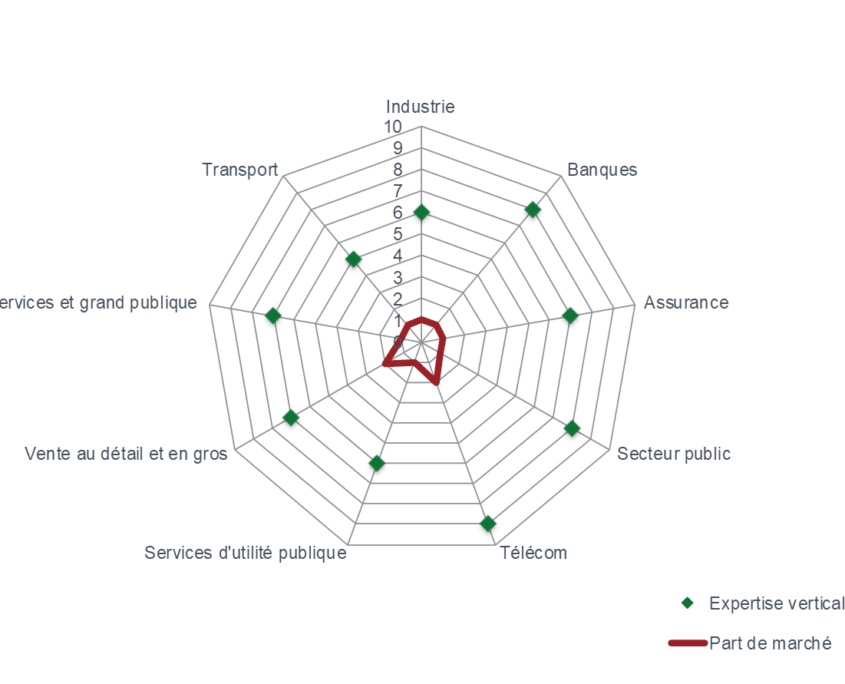 Industrie
10
9
8
7
6
5
4
3
2
1
0
Transport
Banques
ervices et grand publique
Assurance
Vente au détail et en gros
Secteur public
Services d'utilité publique
Télécom
Expertise vertical
Part de marché